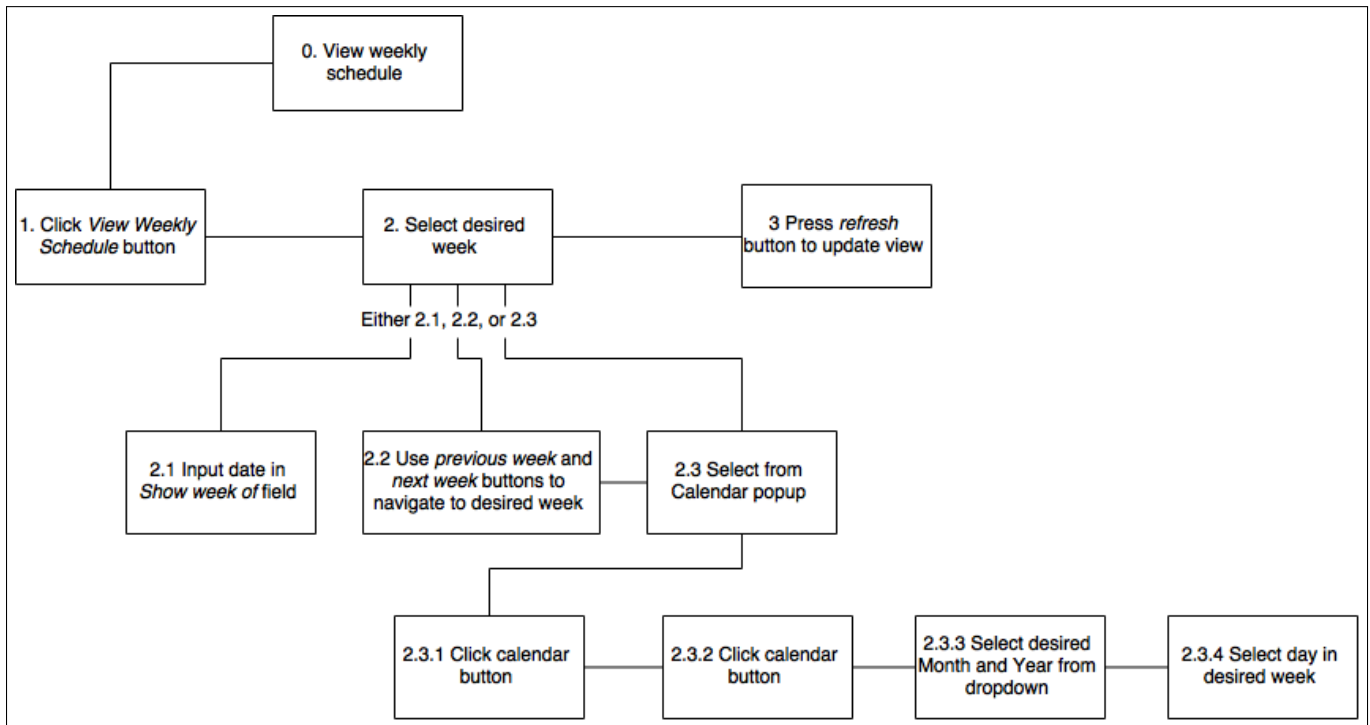 0. View weekly
schedule
1. Click View Weekly
Schedule button
2. Select desired
week
3 Press refresh
button to update view
Either 2.1, 2.2, or 2.3
2.1 Input date in
Show week of field
2.2 Use previous week and
next week buttons to
navigate to desired week
2.3 Select from
Calendar popup
2.3.1 Click calendar
button
2.3.2 Click calendar
button
2.3.3 Select desired
Month and Year from
dropdown
2.3.4 Select day in
desired week